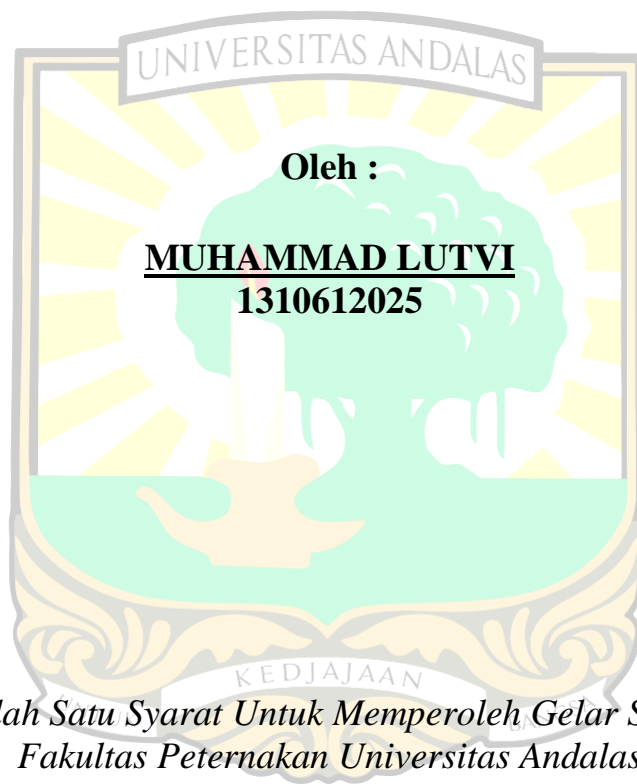 UNIVERSITAS ANDALAS
Oleh :
MUHAMMAD LUTVI
1310612025
KEDJAJAAN
Satu Syarat Untuk Memperoleh Gelar
Fakultas Peternakan Universitas Andalas